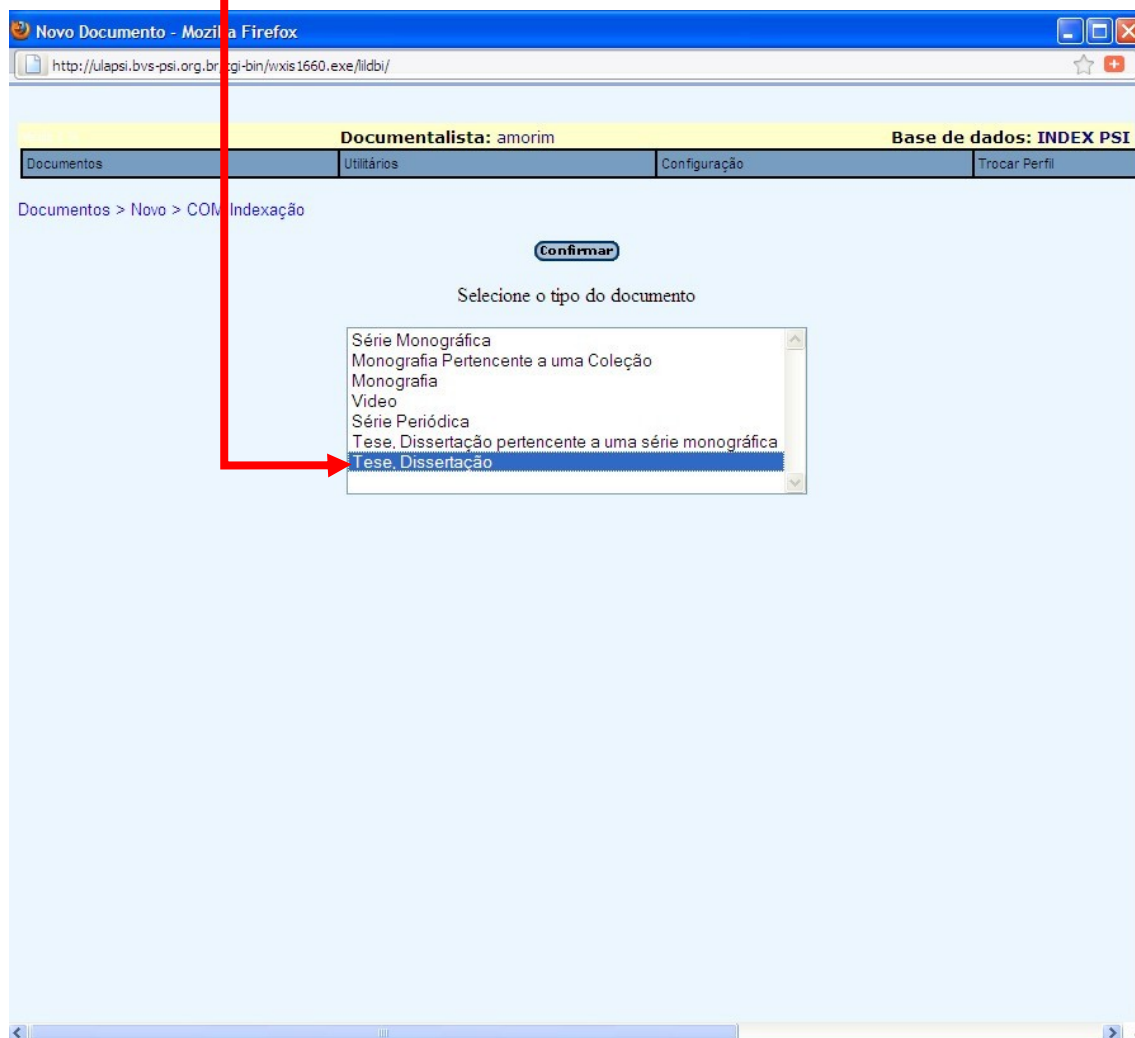 Novo Documento - Mozilla Firefox
http://ulapsi.bvs-psi.org.br/cgi-bin/wxis1660.exe/lildbi/
Documentalista: amorim Base de dados: INDEX PSI
Documentos Utilitários Configuração Trocar Perfil
Documentos > Novo > COM Indexação
Confirmar
Selecione o tipo do documento
Série Monográfica
Monografia Pertencente a uma Coleção
Monografia
Video
Série Periódica
Tese, Dissertação pertencente a uma série monográfica
Tese, Dissertação